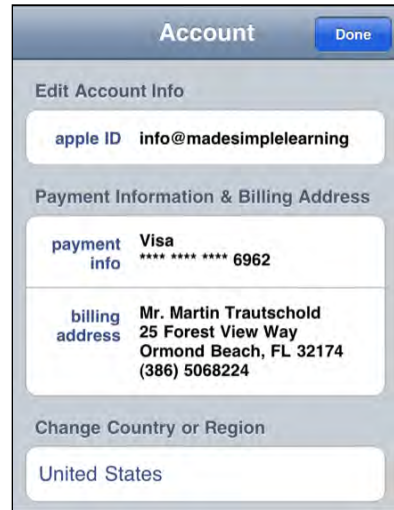 Account
Done
Edit Account Info
apple ID info@madesimplelearning
Payment Information & Billing Address
payment info Visa
**** **** **** 6962
billing address Mr. Martin Trautschold
25 Forest View Way
Ormond Beach, FL 32174
(386) 5068224
Change Country or Region
United States